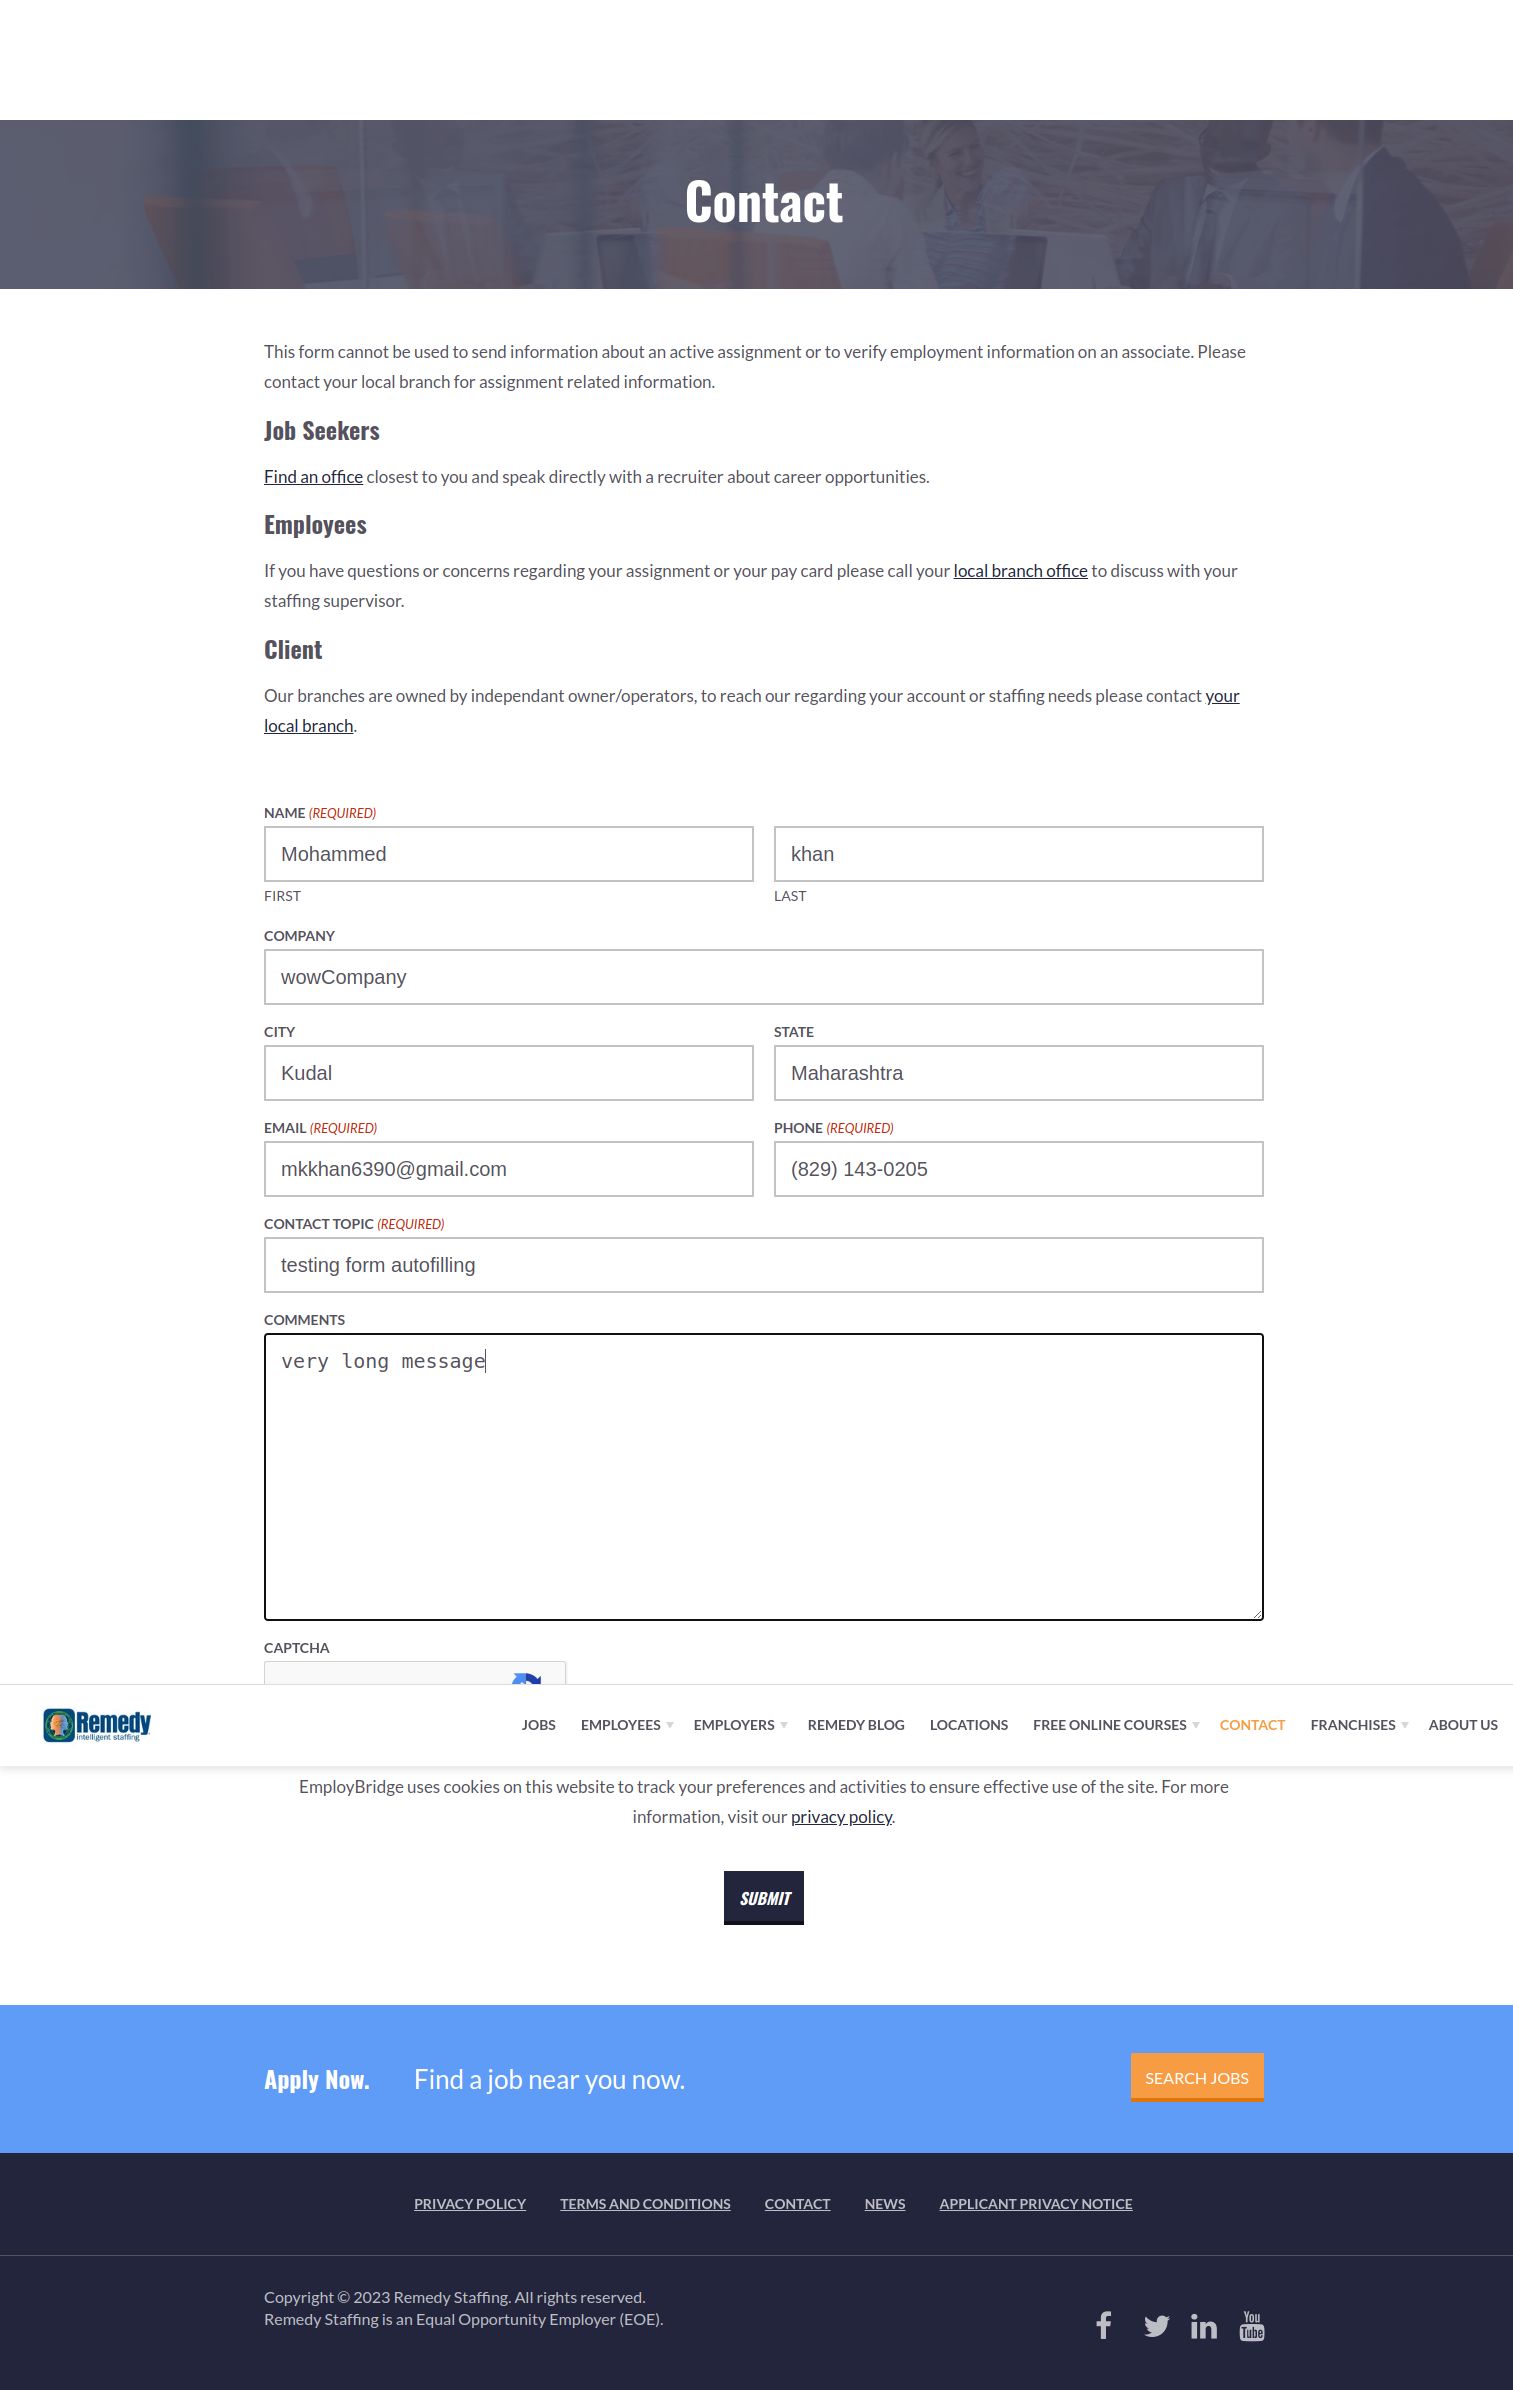 Contact
This form cannot be used to send information about an active assignment or to verify employment information on an associate. Please
contact your local branch for assignment related information.
Job Seekers
Find an office closest to you and speak directly with a recruiter about career opportunities.
Employees
If you have questions or concerns regarding your assignment or your pay card please call your local branch office to discuss with your
staffing supervisor.
Client
Our branches are owned by independant owner/operators, to reach our regarding your account or staffing needs please contact your
local branch.
NAME (REQUIRED)
Mohammed khan
FIRST LAST
COMPANY
wowCompany
CITY STATE
Kudal Maharashtra
EMAIL (REQUIRED) PHONE (REQUIRED)
mkkhan6390@gmail.com (829) 143-0205
CONTACT TOPIC (REQUIRED)
testing form autofilling
COMMENTS
very long message
CAPTCHA
Remedy
intelligent staffing
JOBS EMPLOYEES EMPLOYERS REMEDY BLOG LOCATIONS FREE ONLINE COURSES CONTACT FRANCHISES ABOUT US
EmployBridge uses cookies on this website to track your preferences and activities to ensure effective use of the site. For more
information, visit our privacy policy.
SUBMIT
Apply Now. Find a job near you now. SEARCH JOBS
PRIVACY POLICY TERMS AND CONDITIONS CONTACT NEWS APPLICANT PRIVACY NOTICE
Copyright © 2023 Remedy Staffing. All rights reserved.
Remedy Staffing is an Equal Opportunity Employer (EOE).
You
Tube